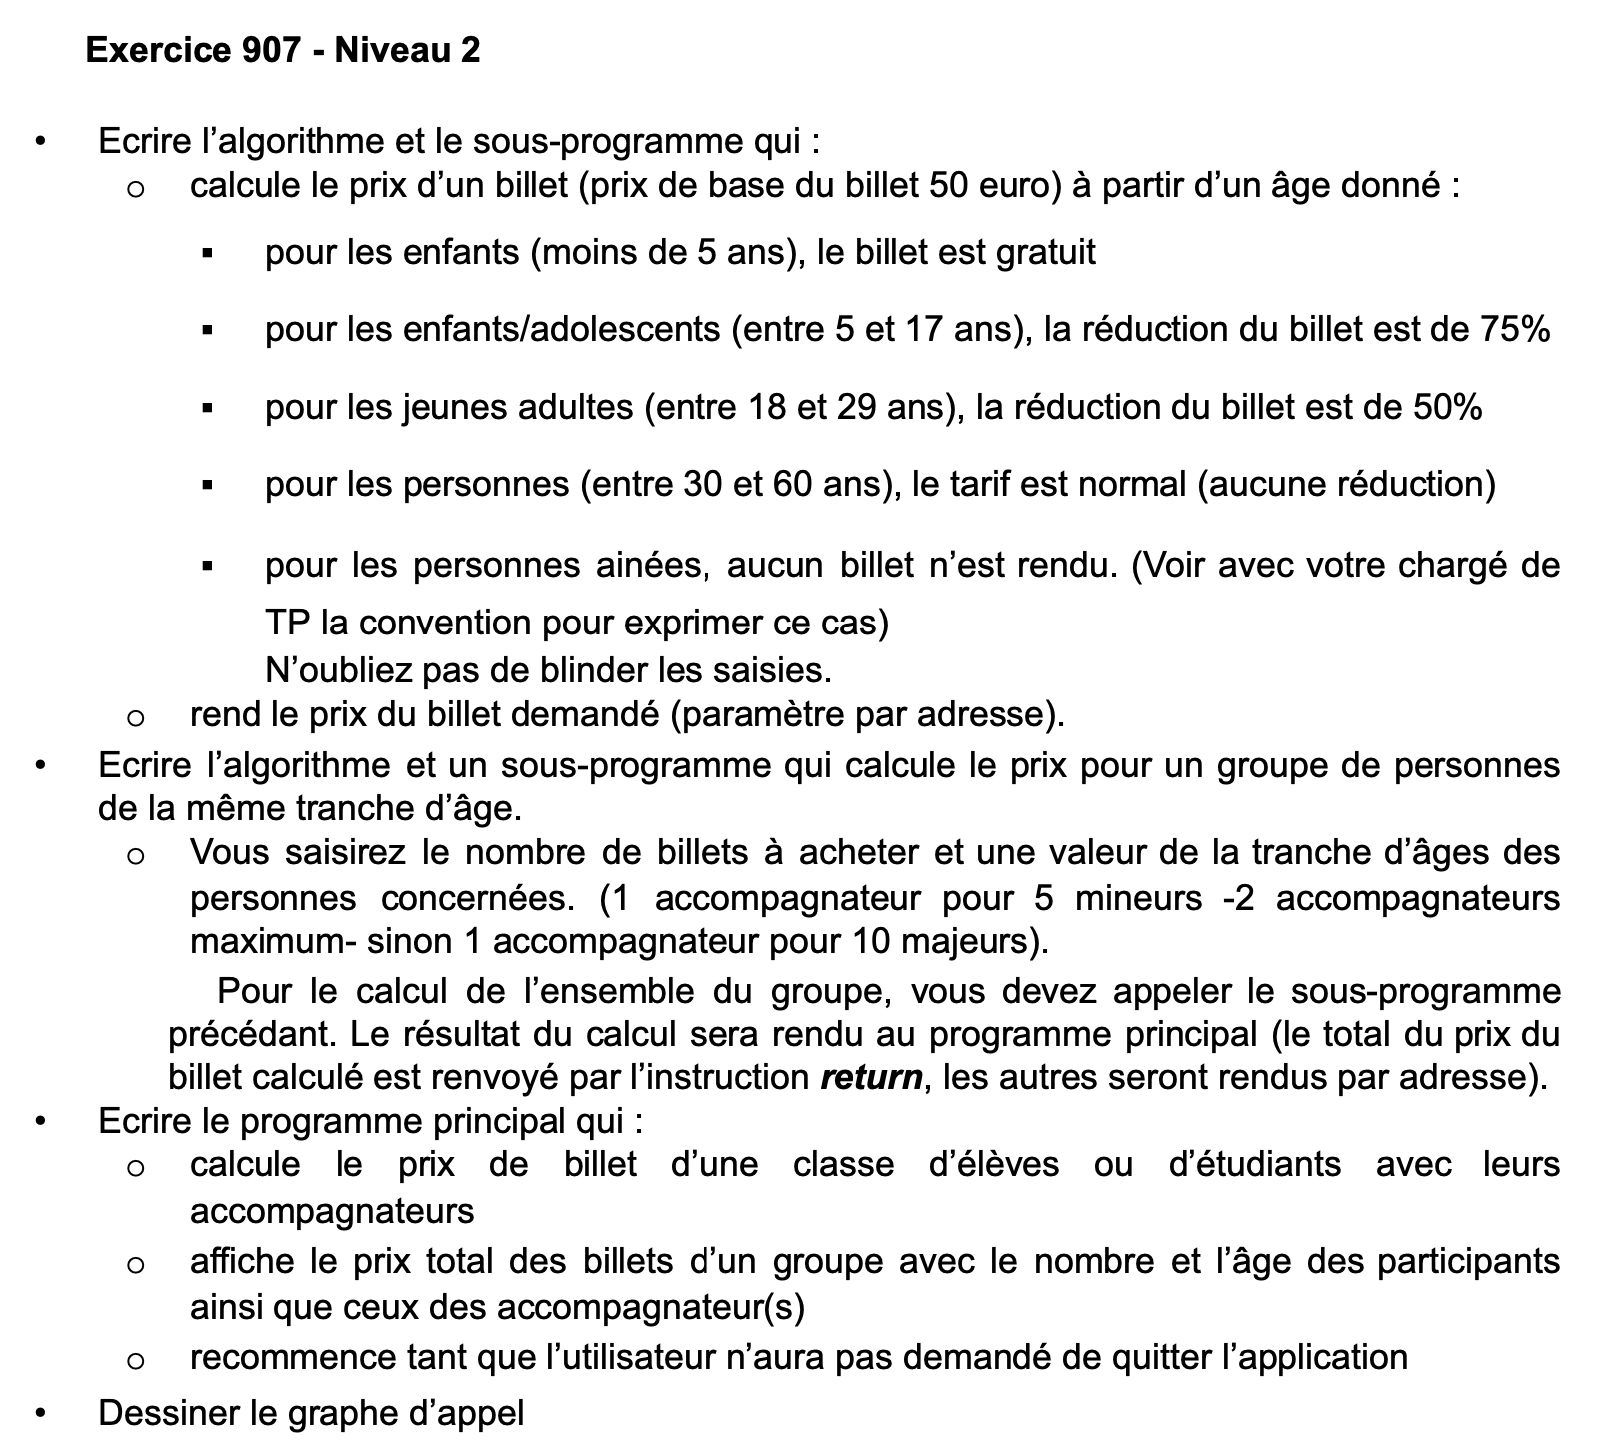 Exercice 907 - Niveau 2
• Ecrire l’algorithme et le sous-programme qui :
o calcule le prix d’un billet (prix de base du billet 50 euro) à partir d’un âge donné :
▪ pour les enfants (moins de 5 ans), le billet est gratuit
▪ pour les enfants/adolescents (entre 5 et 17 ans), la réduction du billet est de 75%
▪ pour les jeunes adultes (entre 18 et 29 ans), la réduction du billet est de 50%
▪ pour les personnes (entre 30 et 60 ans), le tarif est normal (aucune réduction)
▪ pour les personnes ainées, aucun billet n’est rendu. (Voir avec votre chargé de
TP la convention pour exprimer ce cas)
N’oubliez pas de blinder les saisies.
o rend le prix du billet demandé (paramètre par adresse).
• Ecrire l’algorithme et un sous-programme qui calcule le prix pour un groupe de personnes
de la même tranche d’âge.
o Vous saisirez le nombre de billets à acheter et une valeur de la tranche d’âges des
personnes concernées. (1 accompagnateur pour 5 mineurs -2 accompagnateurs
maximum- sinon 1 accompagnateur pour 10 majeurs).
Pour le calcul de l’ensemble du groupe, vous devez appeler le sous-programme
précédant. Le résultat du calcul sera rendu au programme principal (le total du prix du
billet calculé est renvoyé par l’instruction return, les autres seront rendus par adresse).
• Ecrire le programme principal qui :
o calcule le prix de billet d’une classe d’élèves ou d’étudiants avec leurs
accompagnateurs
o affiche le prix total des billets d’un groupe avec le nombre et l’âge des participants
ainsi que ceux des accompagnateur(s)
o recommence tant que l’utilisateur n’aura pas demandé de quitter l’application
• Dessiner le graphe d’appel